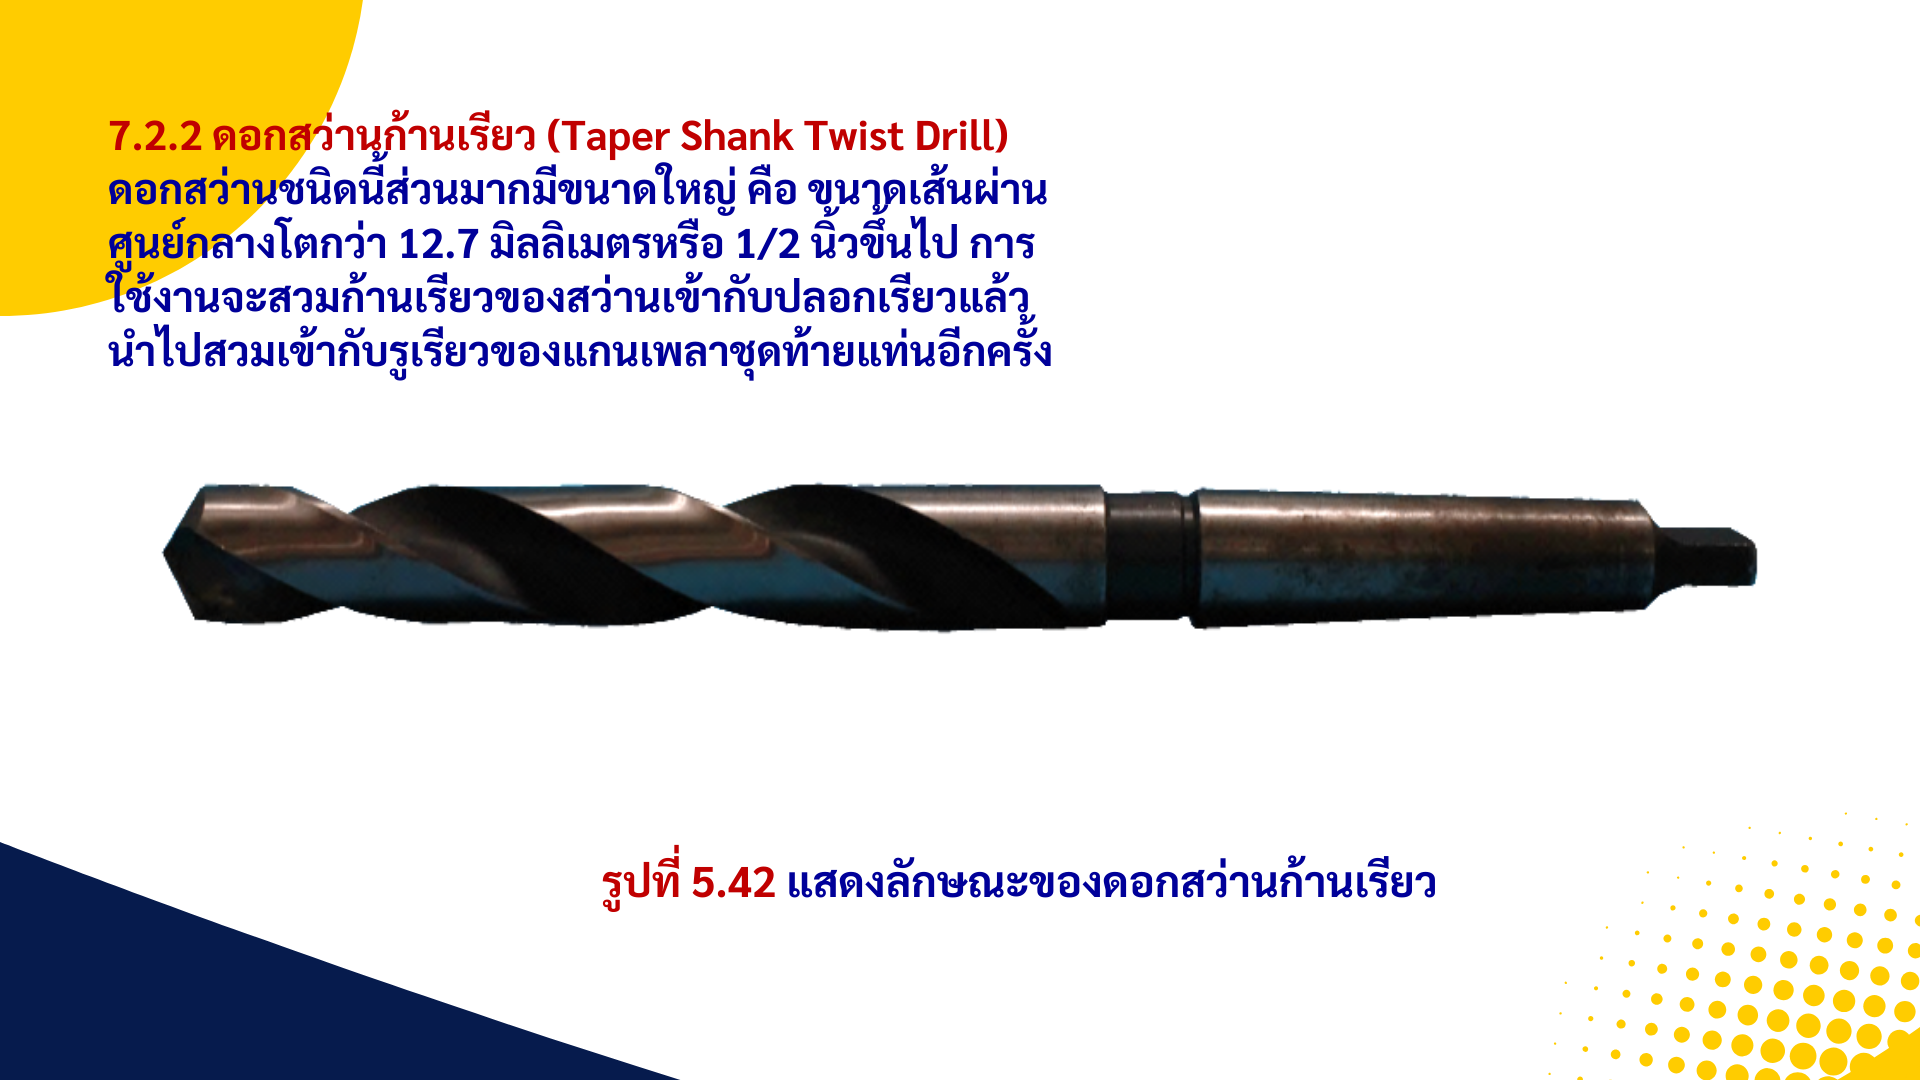 7.2.2 ดอกสว่านก้านเรียว (Taper Shank Twist Drill)
ดอกสว่านชนิดนี้ส่วนมากมีขนาดใหญ่ คือ ขนาดเส้นผ่าน
ศูนย์กลางโตกว่า 12.7 มิลลิเมตรหรือ 1/2 นิ้วขึ้นไป การ
ใช้งานจะสวมก้านเรียวของสว่านเข้ากับปลอกเรียวแล้ว
นำไปสวมเข้ากับรูเรียวของแกนเพลาชุดท้ายแท่นอีกครั้ง
รูปที่ 5.42 แสดงลักษณะของดอกสว่านก้านเรียว